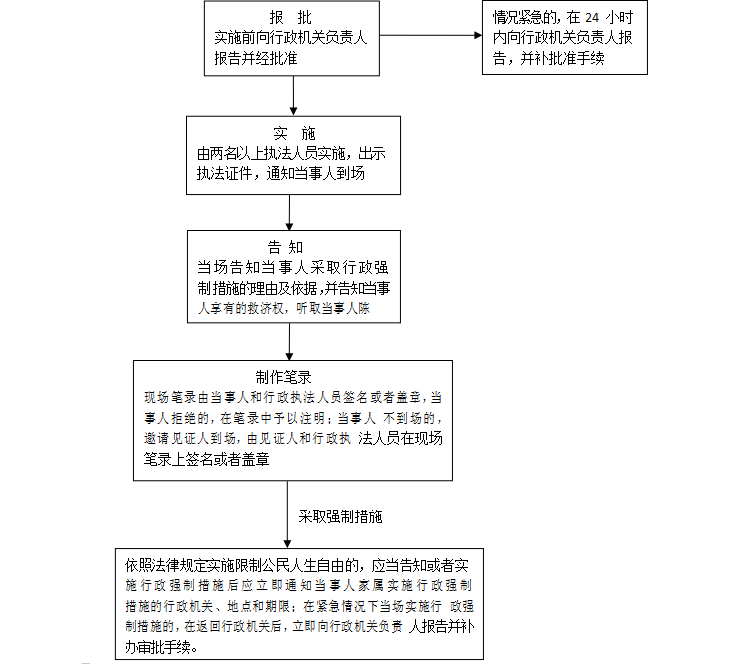 报 批
实施前向行政机关负责人
报告并经批准
情况紧急的，在 24 小时
内向行政机关负责人报
告，并补批准手续
实 施
由两名以上执法人员实施，出示
执法证件，通知当事人到场
告 知
当场告知当事人采取行政强
制措施的理由及依据,并告知当事
人享有的救济权，听取当事人陈
制作笔录
现场笔录由当事人和行政执法人员签名或者盖章,当
事人拒绝的,在笔录中予以注明;当事人 不到场的,
邀请见证人到场，由见证人和行政执 法人员在现场
笔录上签名或者盖章
采取强制措施
依照法律规定实施限制公民人生自由的，应当告知或者实
施行政强制措施后应立即通知当事人家属实施行政强制
措施的行政机关、地点和期限；在紧急情况下当场实施行 政强
制措施的,在返回行政机关后,立即向行政机关负责 人报告并补
办审批手续。